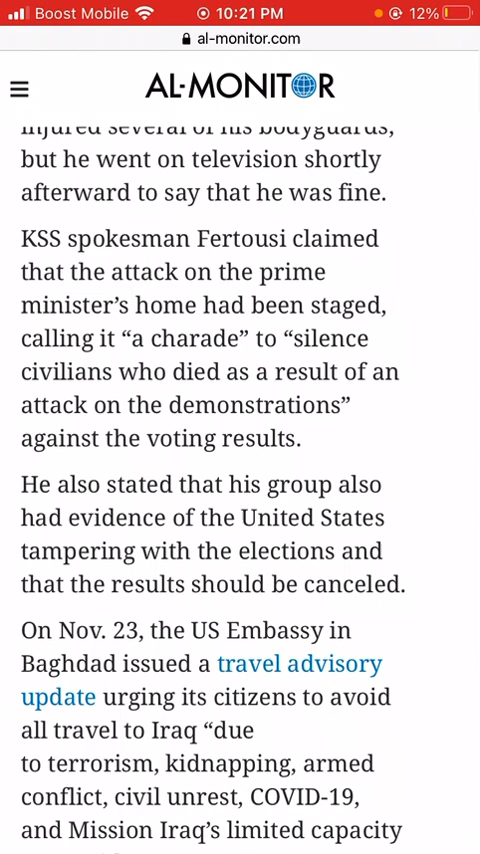 Boost Mobile 10:21 PM 12%
al-monitor.com
AL-MONITOR
injured several of his bodyguards,
but he went on television shortly
afterward to say that he was fine.
KSS spokesman Fertousi claimed
that the attack on the prime
minister’s home had been staged,
calling it “a charade” to “silence
civilians who died as a result of an
attack on the demonstrations”
against the voting results.
He also stated that his group also
had evidence of the United States
tampering with the elections and
that the results should be canceled.
On Nov. 23, the US Embassy in
Baghdad issued a travel advisory
update urging its citizens to avoid
all travel to Iraq “due
to terrorism, kidnapping, armed
conflict, civil unrest, COVID-19,
and Mission Iraq’s limited capacity